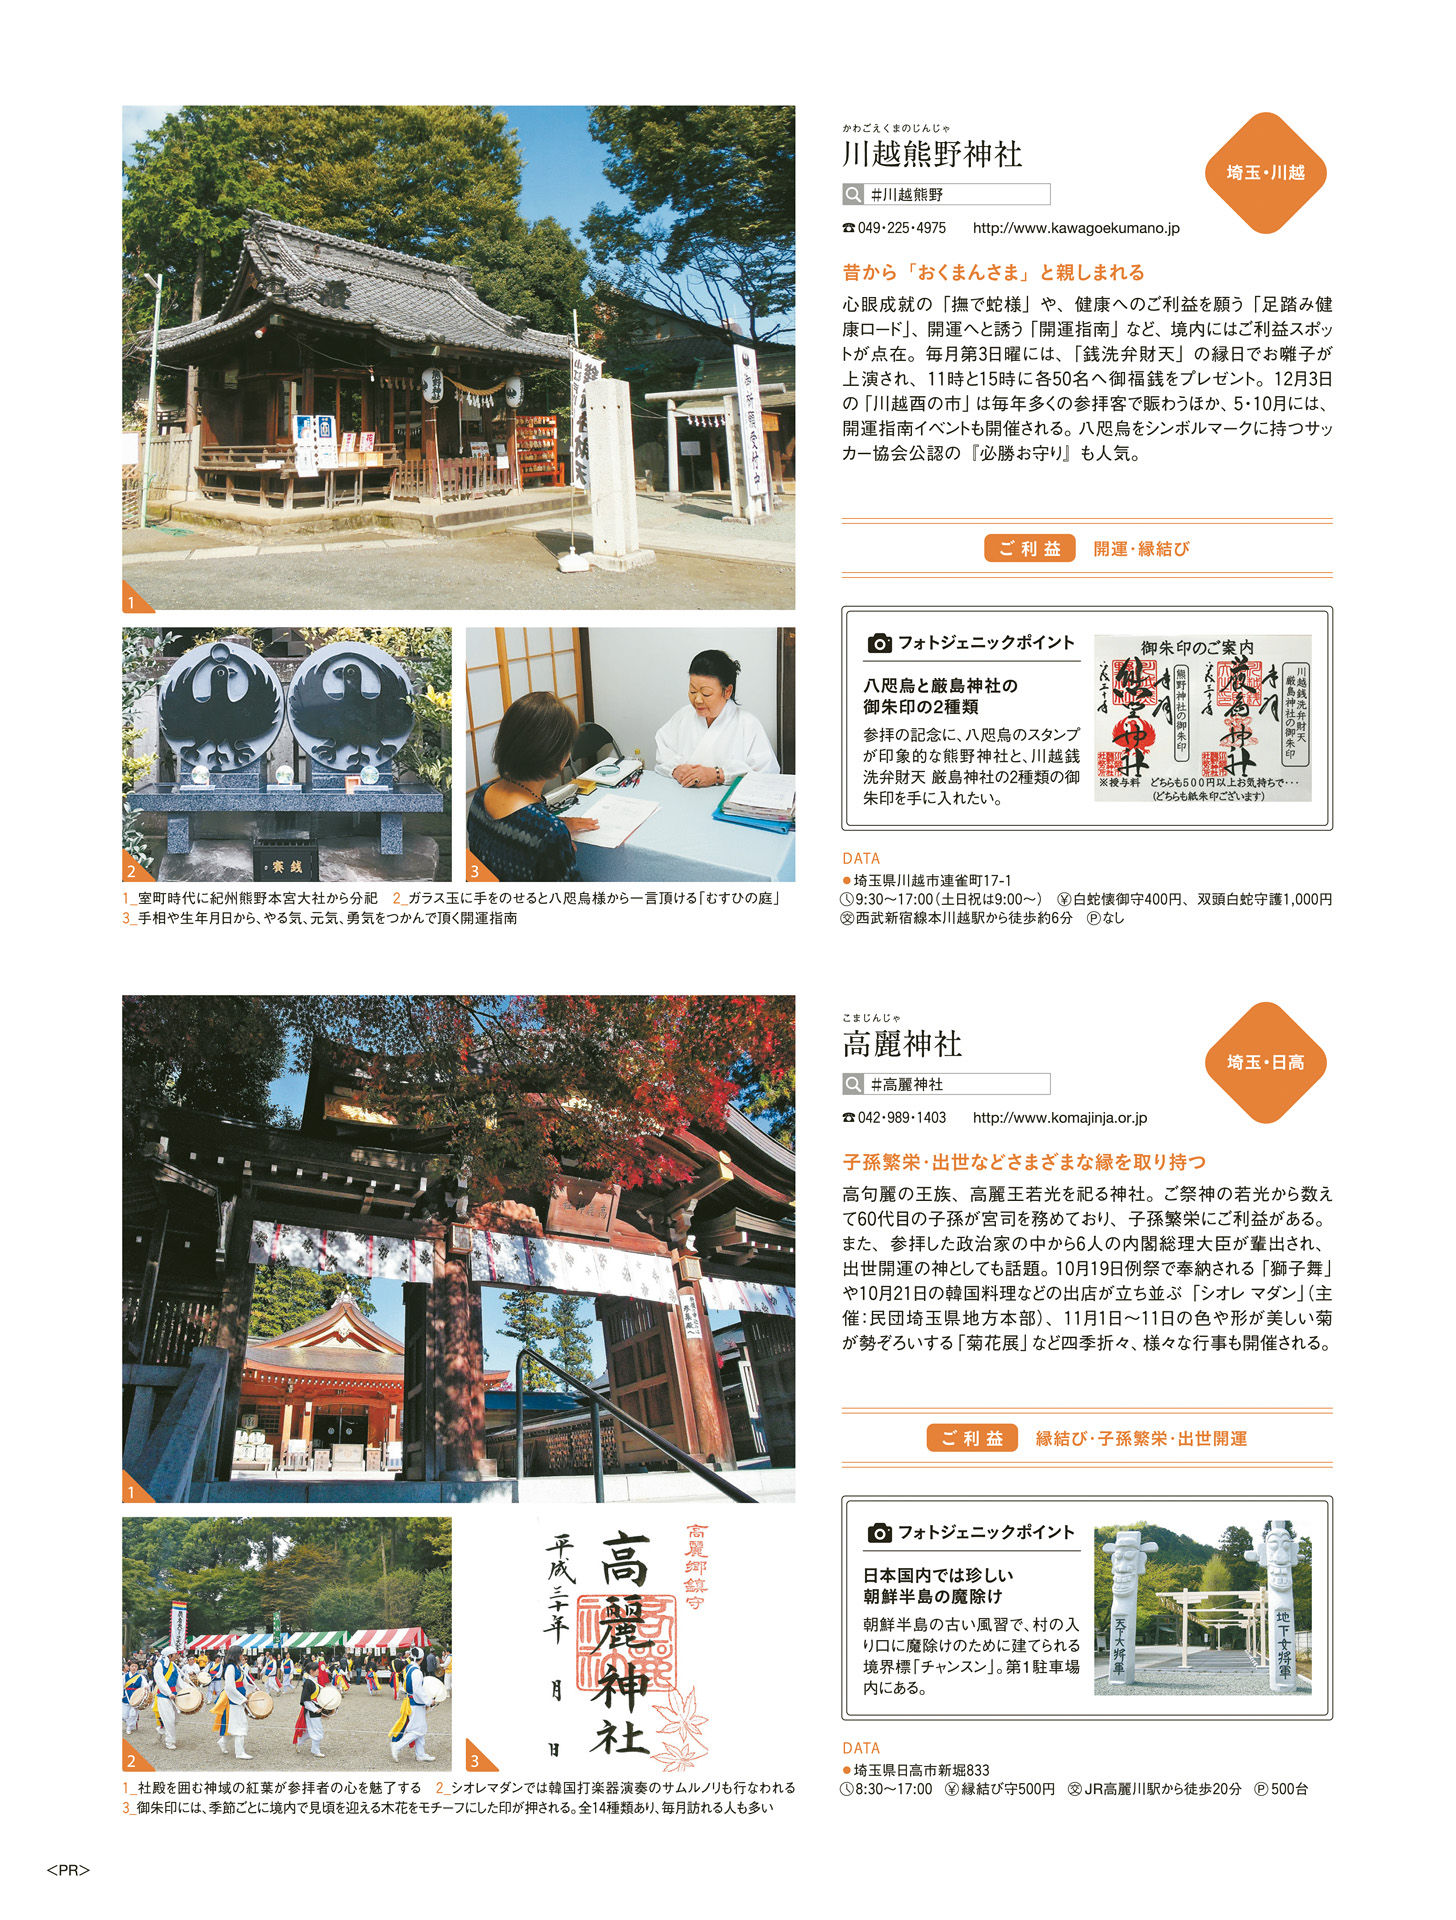 かわごえくまのじんじゃ
川越熊野神社
#川越熊野
☎049・225・4975 http://www.kawagoekumano.jp
埼玉・川越
昔から「おくまんさま」と親しまれる
心眼成就の「撫で蛇様」や、健康へのご利益を願う「足踏み健
康ロード」、開運へと誘う「開運指南」など、境内にはご利益スポッ
トが点在。毎月第3日曜には、「銭洗弁財天」の縁日でお囃子が
上演され、11時と15時に各50名へ御福銭をプレゼント。12月3日
の「川越酉の市」は毎年多くの参拝客で賑わうほか、5・10月には、
開運指南イベントも開催される。八咫烏をシンボルマークに持つサッ
カー協会公認の『必勝お守り』も人気。
ご利益 開運・縁結び
フォトジェニックポイント
八咫烏と厳島神社の
御朱印の2種類
参拝の記念に、八咫烏のスタンプ
が印象的な熊野神社と、川越銭
洗弁財天 厳島神社の2種類の御
朱印を手に入れたい。
御朱印のご案内
熊野神社
熊野神社の御朱印
厳島神社
川越銭洗弁財天
厳島神社の御朱印
※授与料 どちらも500円以上お気持ちで・・・
(どちらも紙朱印ございます)
DATA
●埼玉県川越市連雀町17-1
9:30〜17:00(土日祝は9:00〜) ¥白蛇懐守400円、双頭白蛇守護1,000円
交西武新宿線本川越駅から徒歩約6分 Pなし
熊野神社
御祈願受付中
賽銭
1
2
3
1_室町時代に紀州熊野本宮大社から分祀 2_ガラス玉に手をのせると八咫烏様から一言頂ける「むすひの庭」
3_手相や生年月日から、やる気、元気、勇気をつかんで頂く開運指南
こまじんじゃ
高麗神社
#高麗神社
☎042・989・1403 http://www.komajinja.or.jp
埼玉・日高
子孫繁栄・出世などさまざまな縁を取り持つ
高句麗の王族、高麗王若光を祀る神社。ご祭神の若光から数え
て60代目の子孫が宮司を務めており、子孫繁栄にご利益がある。
また、参拝した政治家の中から6人の内閣総理大臣が輩出され、
出世開運の神としても話題。10月19日例祭で奉納される「獅子舞」
や10月21日の韓国料理などの出店が立ち並ぶ「シオレ マダン」(主
催:民団埼玉県地方本部)、11月1日〜11日の色や形が美しい菊
が勢ぞろいする「菊花展」など四季折々、様々な行事も開催される。
ご利益 縁結び・子孫繁栄・出世開運
フォトジェニックポイント
日本国内では珍しい
朝鮮半島の魔除け
朝鮮半島の古い風習で、村の入
り口に魔除けのために建てられる
境界標「チャンスン」。第1駐車場
内にある。
天下大将軍
地下女将軍
DATA
●埼玉県日高市新堀833
8:30〜17:00 ¥縁結び守500円 交JR高麗川駅から徒歩20分 P500台
1
2
3
高麗郷鎮守
高麗神社
平成三十年 月 日
1_社殿を囲む神域の紅葉が参拝者の心を魅了する 2_シオレマダンでは韓国打楽器演奏のサムルノリも行なわれる
3_御朱印には、季節ごとに境内で見頃を迎える木花をモチーフにした印が押される。全14種類あり、毎月訪れる人も多い
<PR>